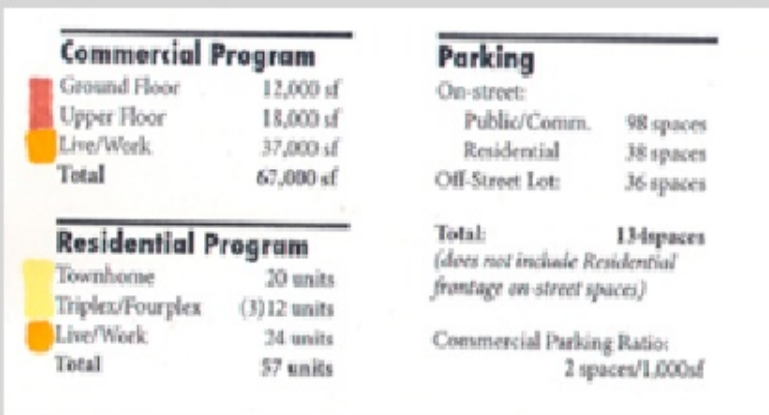 Commercial Program
Ground Floor 12,000 sf
Upper Floor 18,000 sf
Live/Work 37,000 sf
Total 67,000 sf
Residential Program
Townhome 20 units
Triplex/Fourplex (3)12 units
Live/Work 24 units
Total 57 units
Parking
On-street:
Public/Comm. 98 spaces
Residential 38 spaces
Off-Street Lot: 36 spaces
Total: 134spaces
(does not include Residential
frontage on-street spaces)
Commercial Parking Ratio:
2 spaces/1,000sf